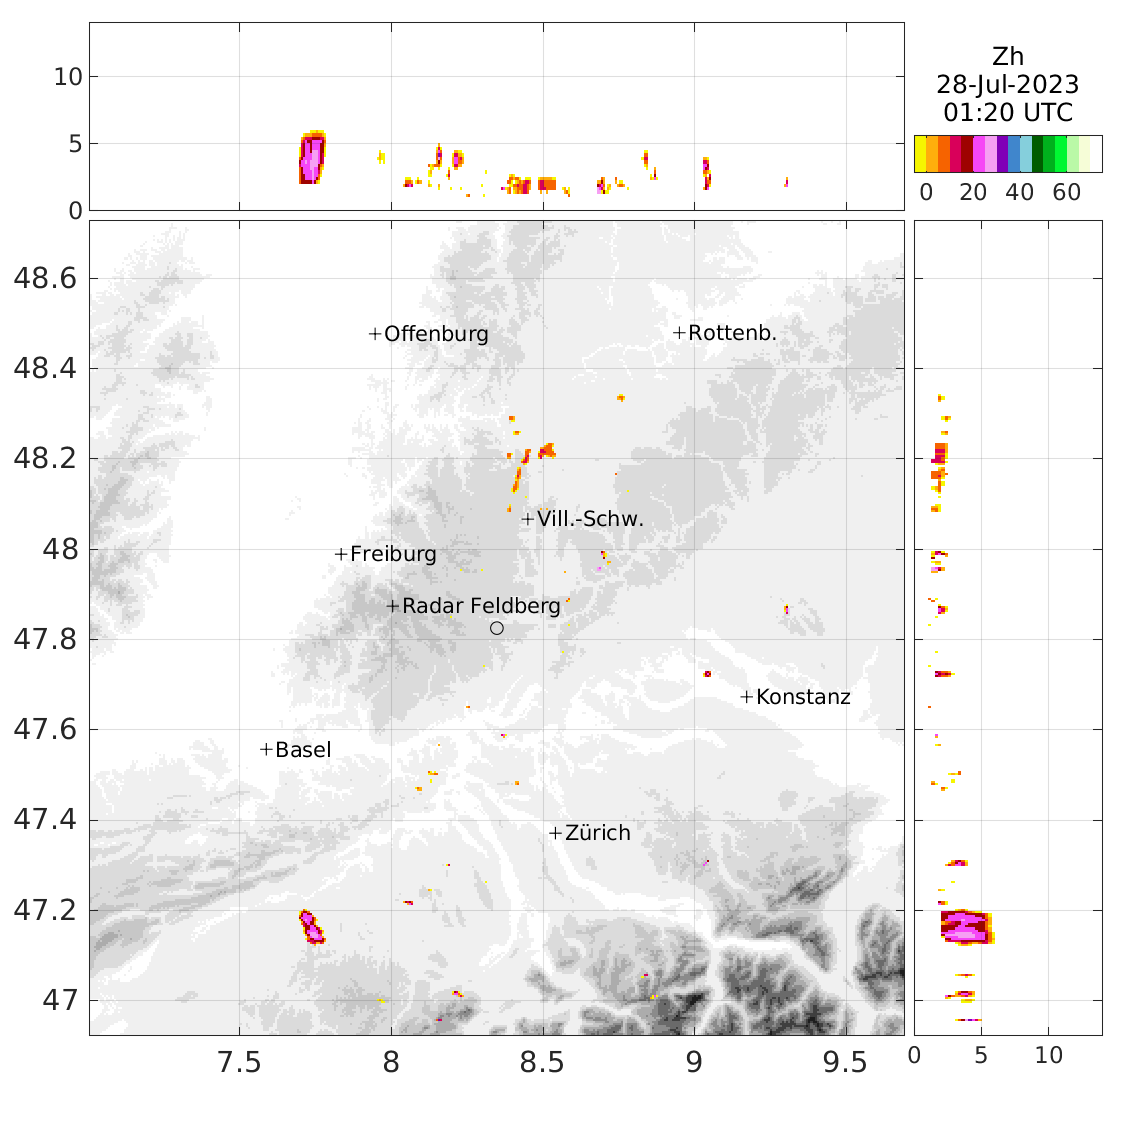 10
5
0
Zh
28-Jul-2023
01:20 UTC
0 20 40 60
48.6
48.4
48.2
48
47.8
47.6
47.4
47.2
47
+Offenburg
+Rottenb.
+Vill.-Schw.
+Freiburg
+Radar Feldberg
+Konstanz
+Basel
+Zürich
7.5 8 8.5 9 9.5
0 5 10